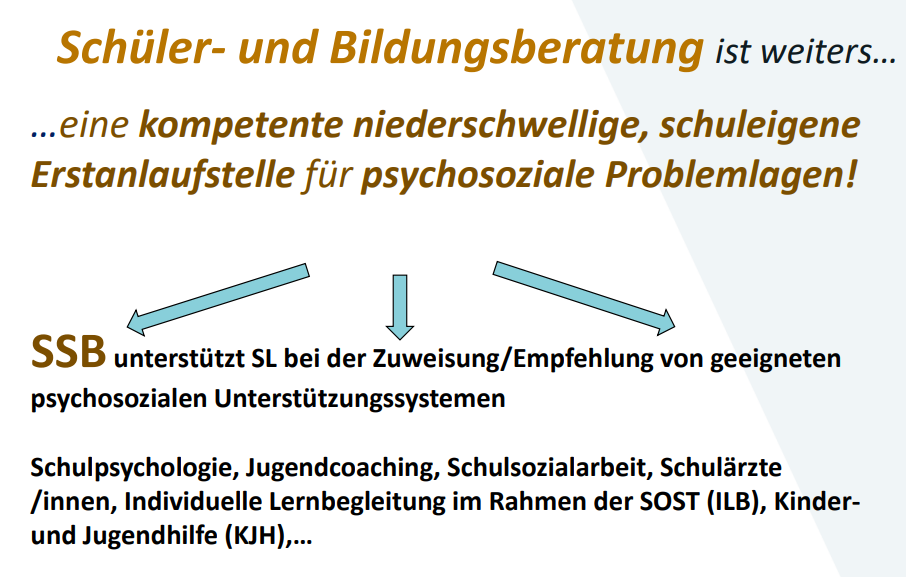 Schüler- und Bildungsberatung ist weiters…
…eine kompetente niederschwellige, schuleigene
Erstanlaufstelle für psychosoziale Problemlagen!
SSB unterstützt SL bei der Zuweisung/Empfehlung von geeigneten
psychosozialen Unterstützungssystemen
Schulpsychologie, Jugendcoaching, Schulsozialarbeit, Schulärzte
/innen, Individuelle Lernbegleitung im Rahmen der SOST (ILB), Kinder-
und Jugendhilfe (KJH),…